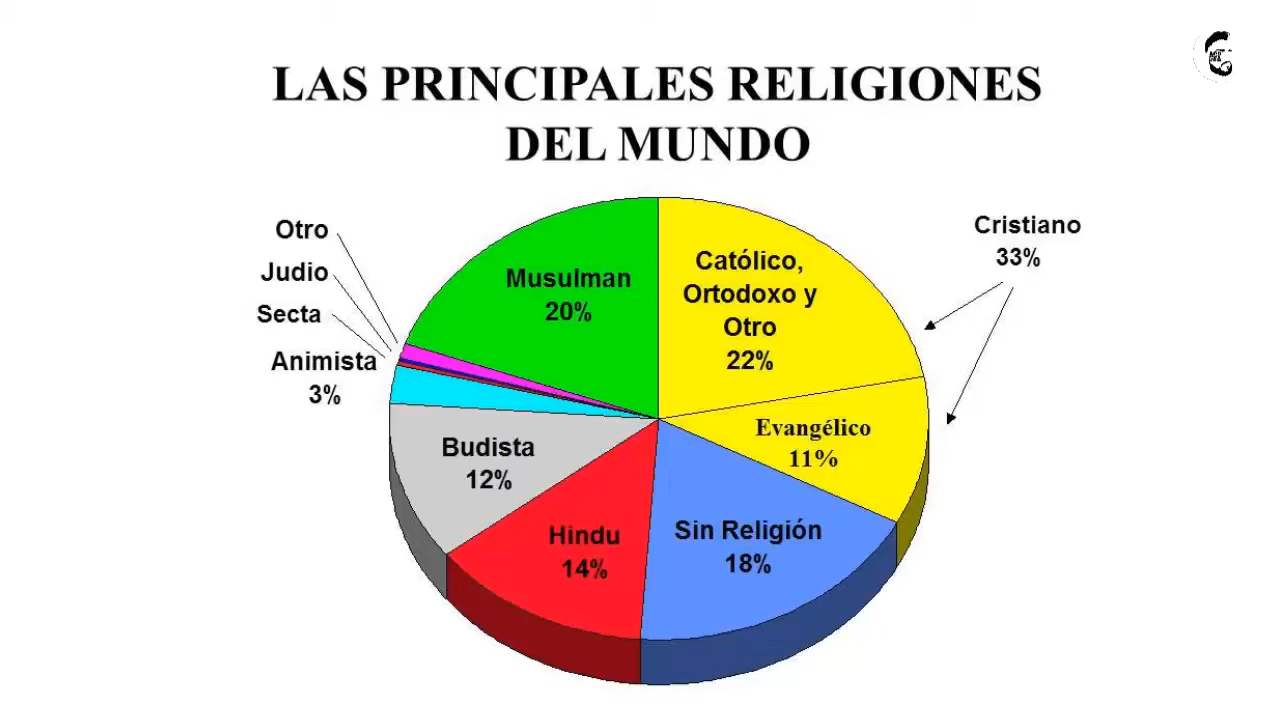 LAS PRINCIPALES RELIGIONES
DEL MUNDO
Otro
Judio
Secta
Animista
3%
Musulman
20%
Católico,
Ortodoxo y
Otro
22%
Cristiano
33%
Evangélico
11%
Budista
12%
Hindu
14%
Sin Religión
18%